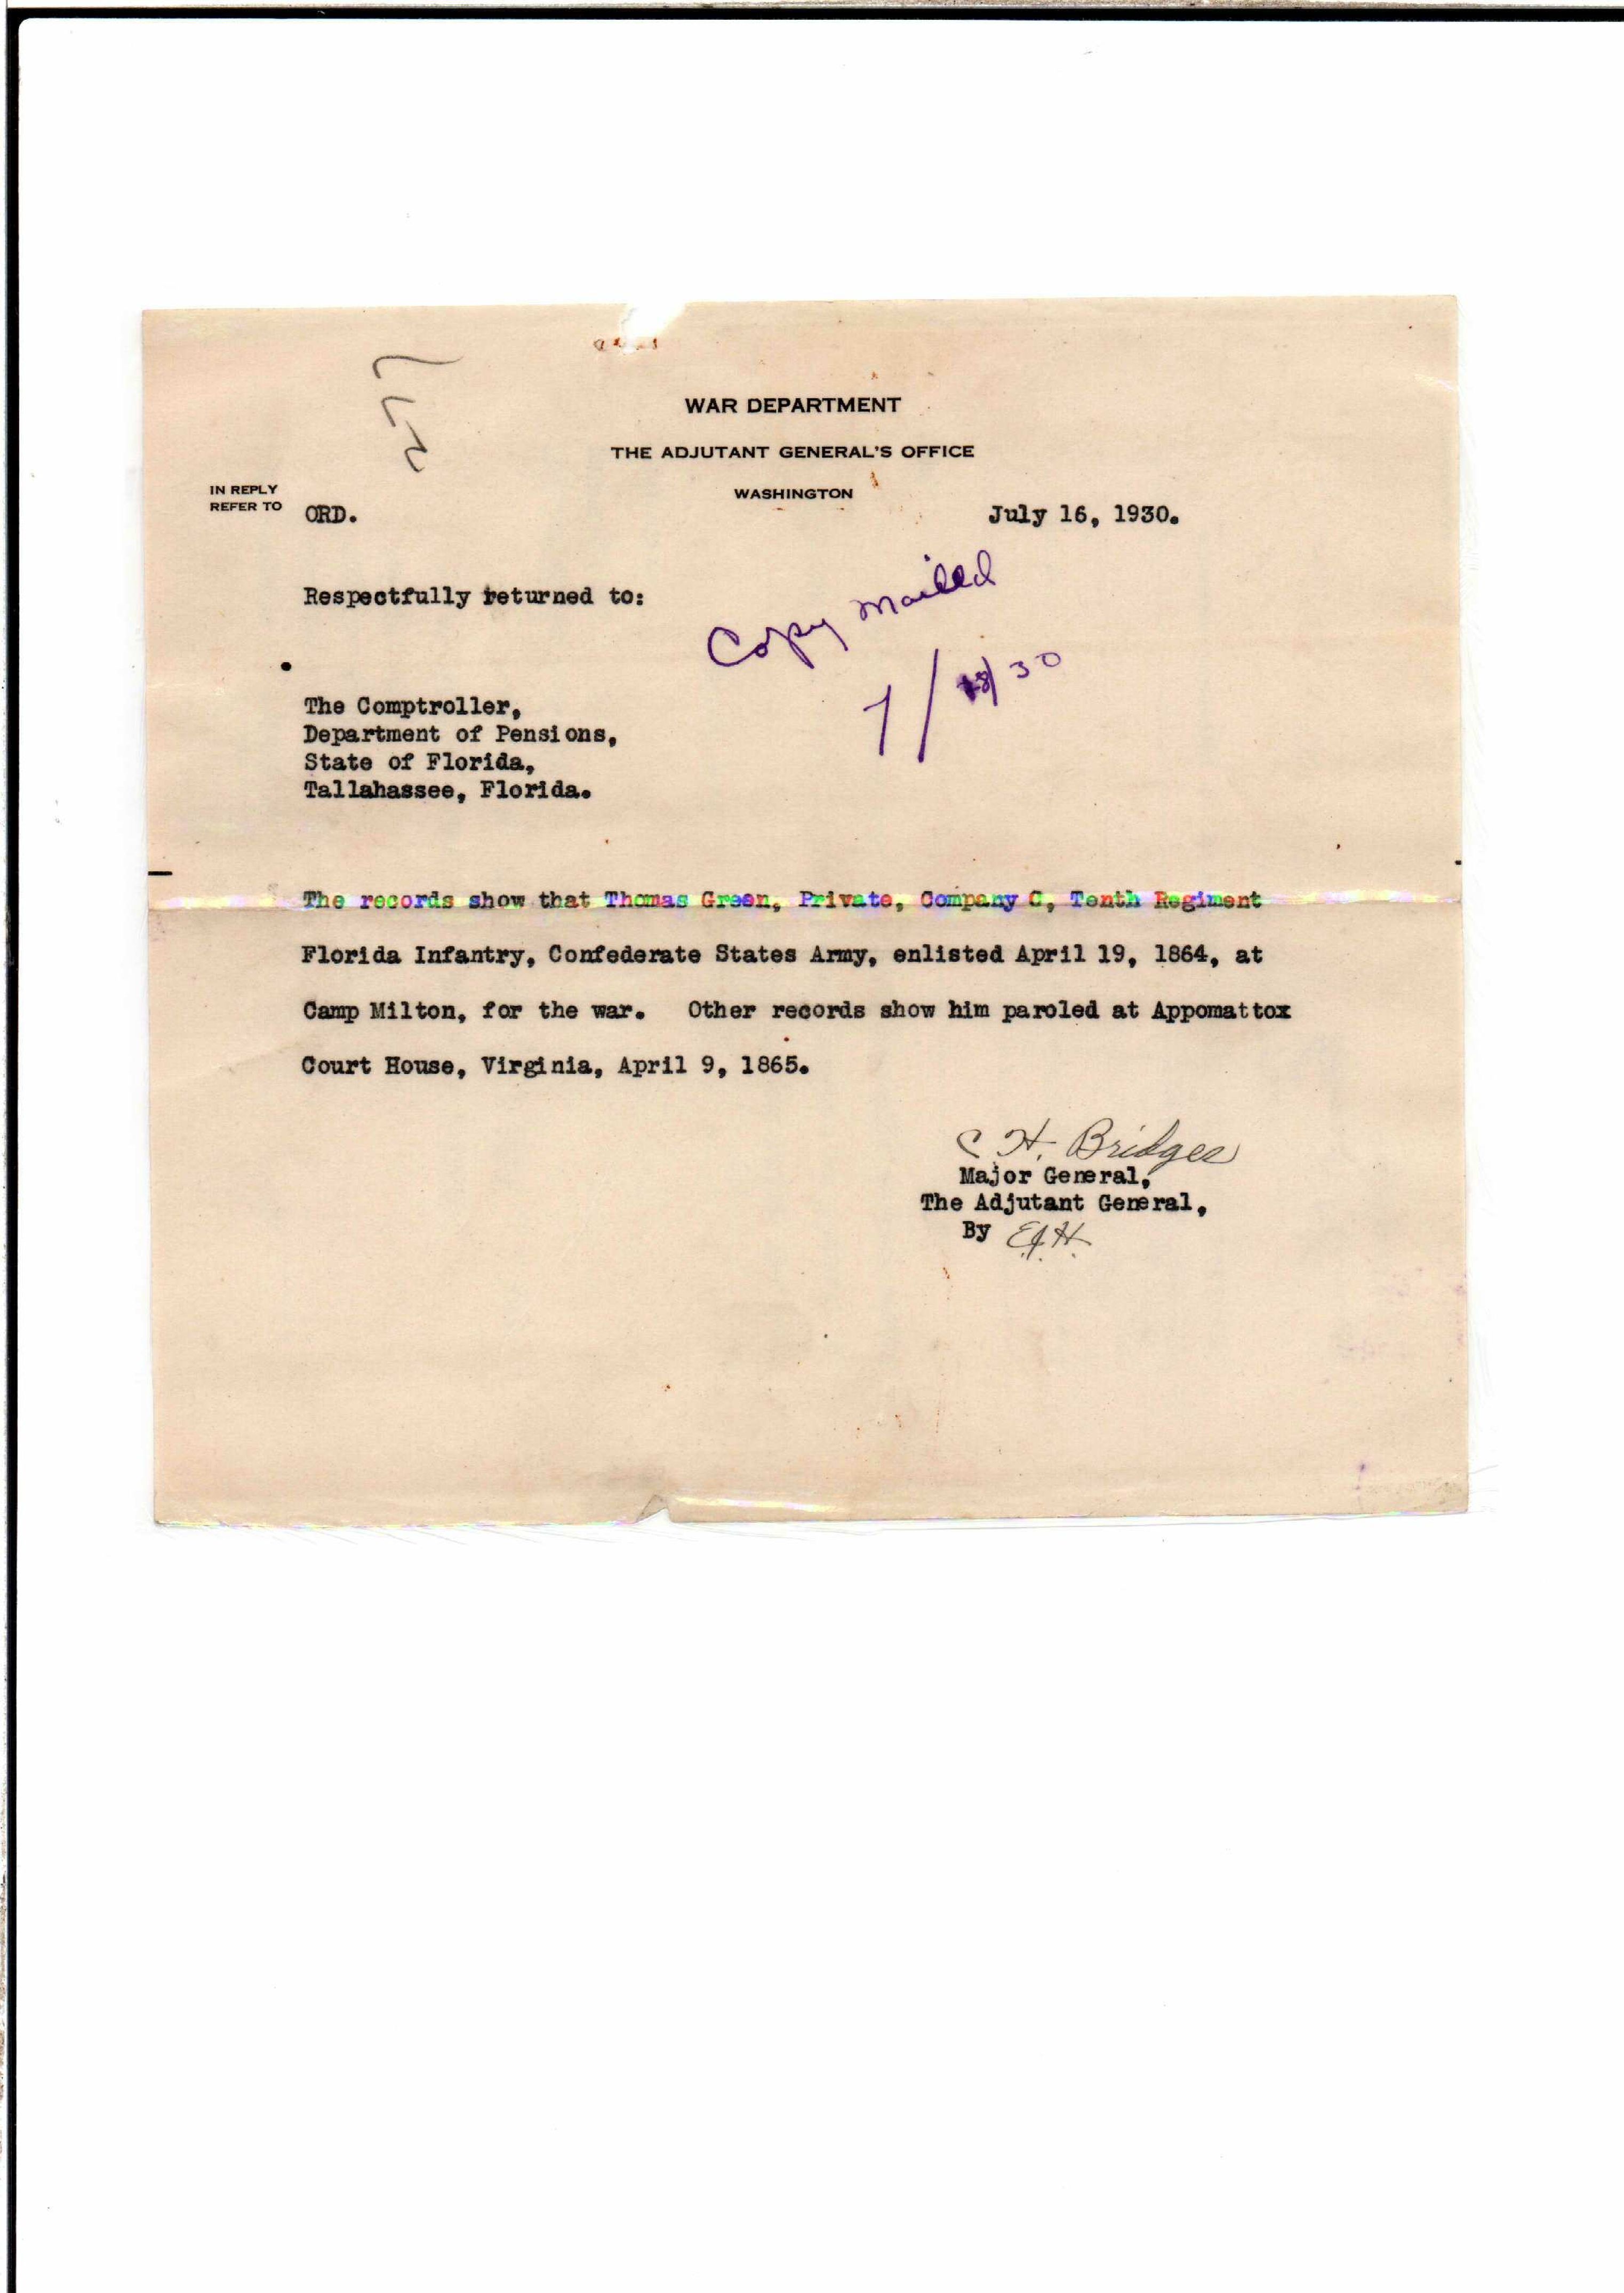 WAR DEPARTMENT
THE ADJUTANT GENERAL'S OFFICE
WASHINGTON
IN REPLY
REFER TO ORD.
July 16, 1930.
Respectfully returned to:
Copy mailed
7/ /30
The Comptroller,
Department of Pensions,
State of Florida,
Tallahassee, Florida.
The records show that Thomas Green, Private, Company C, Tenth Regiment
Florida Infantry, Confederate States Army, enlisted April 19, 1864, at
Camp Milton, for the war. Other records show him paroled at Appomattox
Court House, Virginia, April 9, 1865.
C H. Bridges
Major General,
The Adjutant General,
By